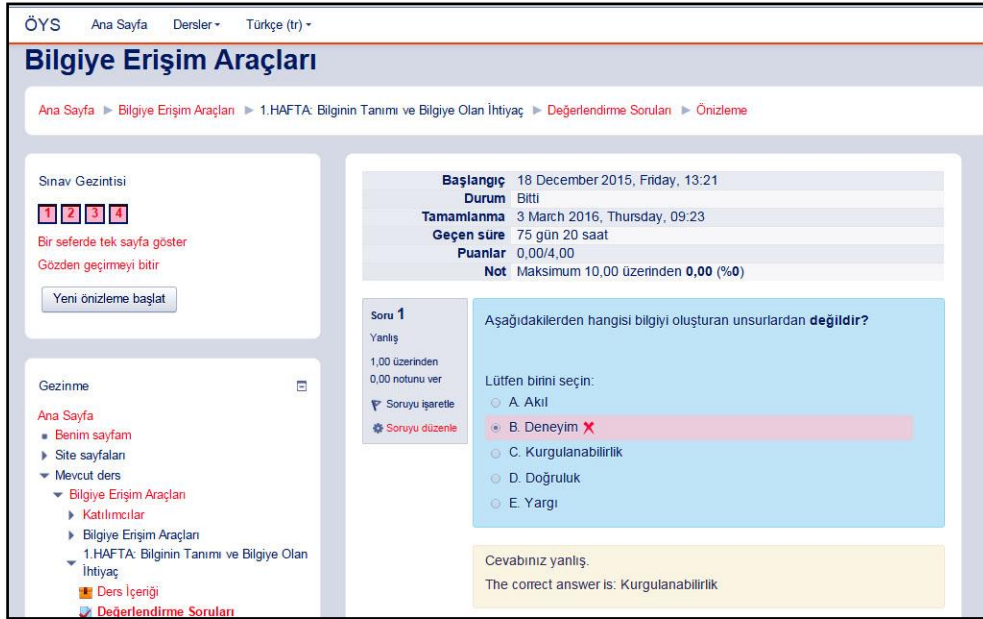 ÖYS Ana Sayfa Dersler Türkçe (tr)
Bilgiye Erişim Araçları
Ana Sayfa Bilgiye Erişim Araçları 1.HAFTA: Bilginin Tanımı ve Bilgiye Olan İhtiyaç Değerlendirme Soruları Önizleme
Sınav Gezintisi
1 2 3 4
Bir seferde tek sayfa göster
Gözden geçirmeyi bitir
Yeni önizleme başlat
Gezinme
Ana Sayfa
Benim sayfam
Site sayfaları
Mevcut ders
Bilgiye Erişim Araçları
Katılımcılar
Bilgiye Erişim Araçları
1.HAFTA: Bilginin Tanımı ve Bilgiye Olan
İhtiyaç
Ders İçeriği
Değerlendirme Soruları
Başlangıç 18 December 2015, Friday, 13:21
Durum Bitti
Tamamlanma 3 March 2016, Thursday, 09:23
Geçen süre 75 gün 20 saat
Puanlar 0,00/4,00
Not Maksimum 10,00 üzerinden 0,00 (%0)
Soru 1
Yanlış
1,00 üzerinden
0,00 notunu ver
Soruyu işaretle
Soruyu düzenle
Aşağıdakilerden hangisi bilgiyi oluşturan unsurlardan değildir?
Lütfen birini seçin:
A. Akıl
B. Deneyim
C. Kurgulanabilirlik
D. Doğruluk
E. Yargı
Cevabınız yanlış.
The correct answer is: Kurgulanabilirlik